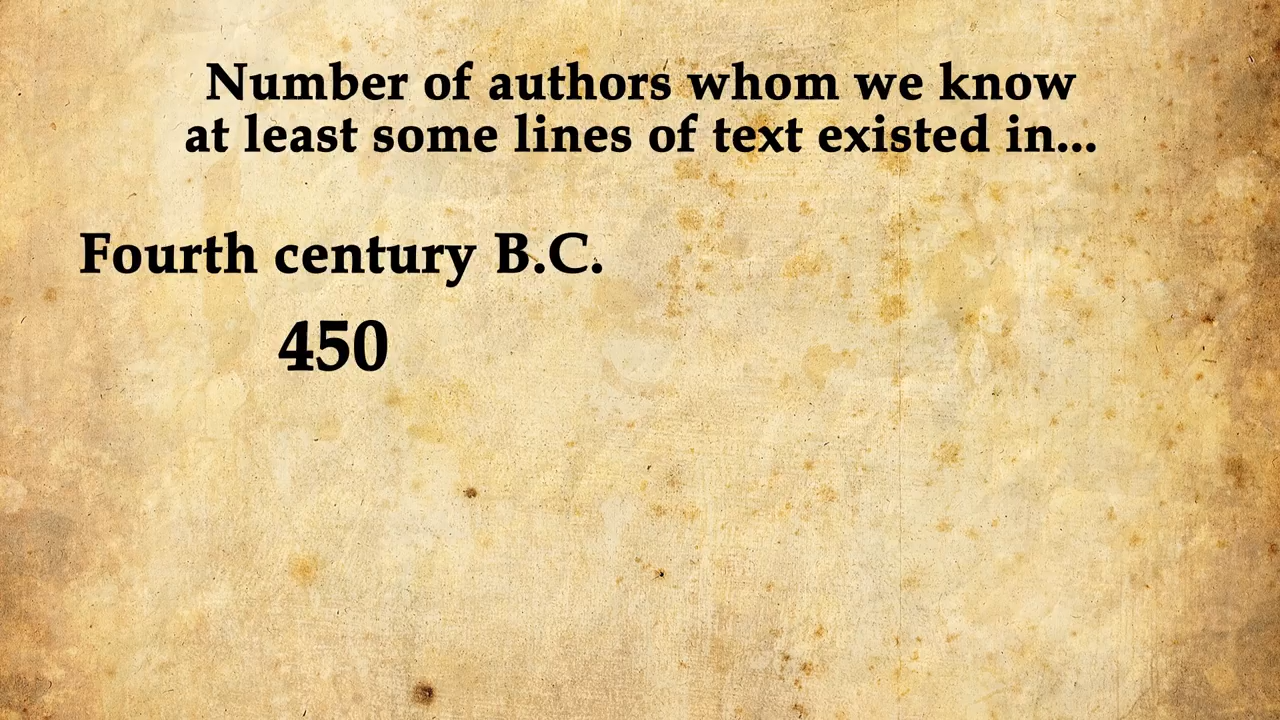 Number of authors whom we know
at least some lines of text existed in...
Fourth century B.C.
450